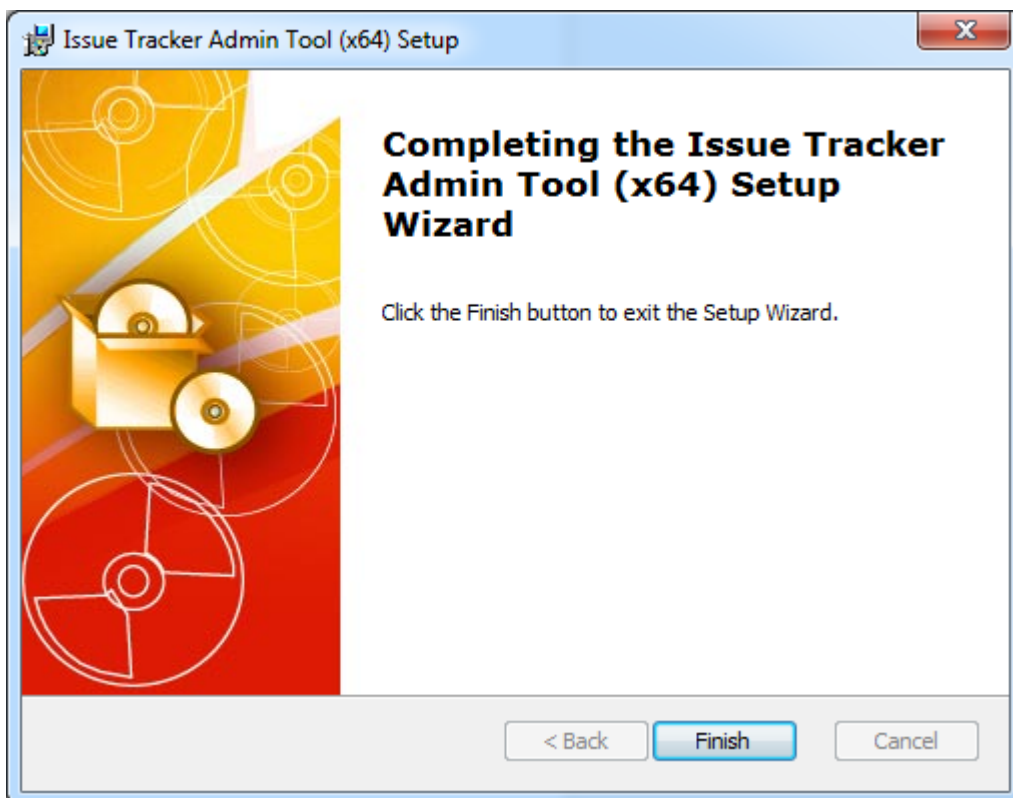 Issue Tracker Admin Tool (x64) Setup
Completing the Issue Tracker
Admin Tool (x64) Setup
Wizard
Click the Finish button to exit the Setup Wizard.
< Back Finish Cancel